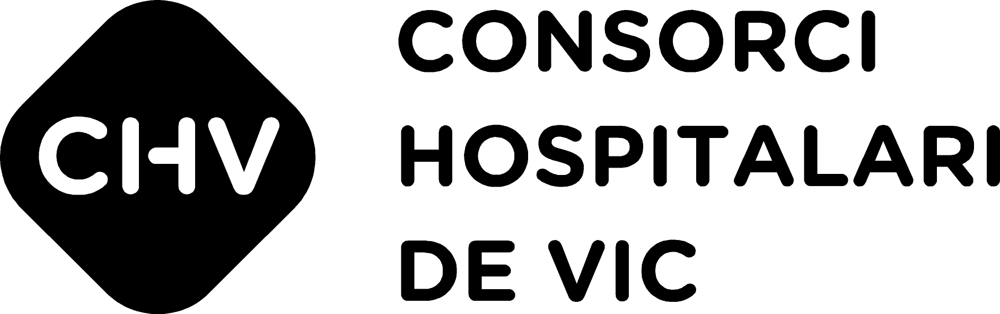 CHV
CONSORCI
HOSPITALARI
DE VIC